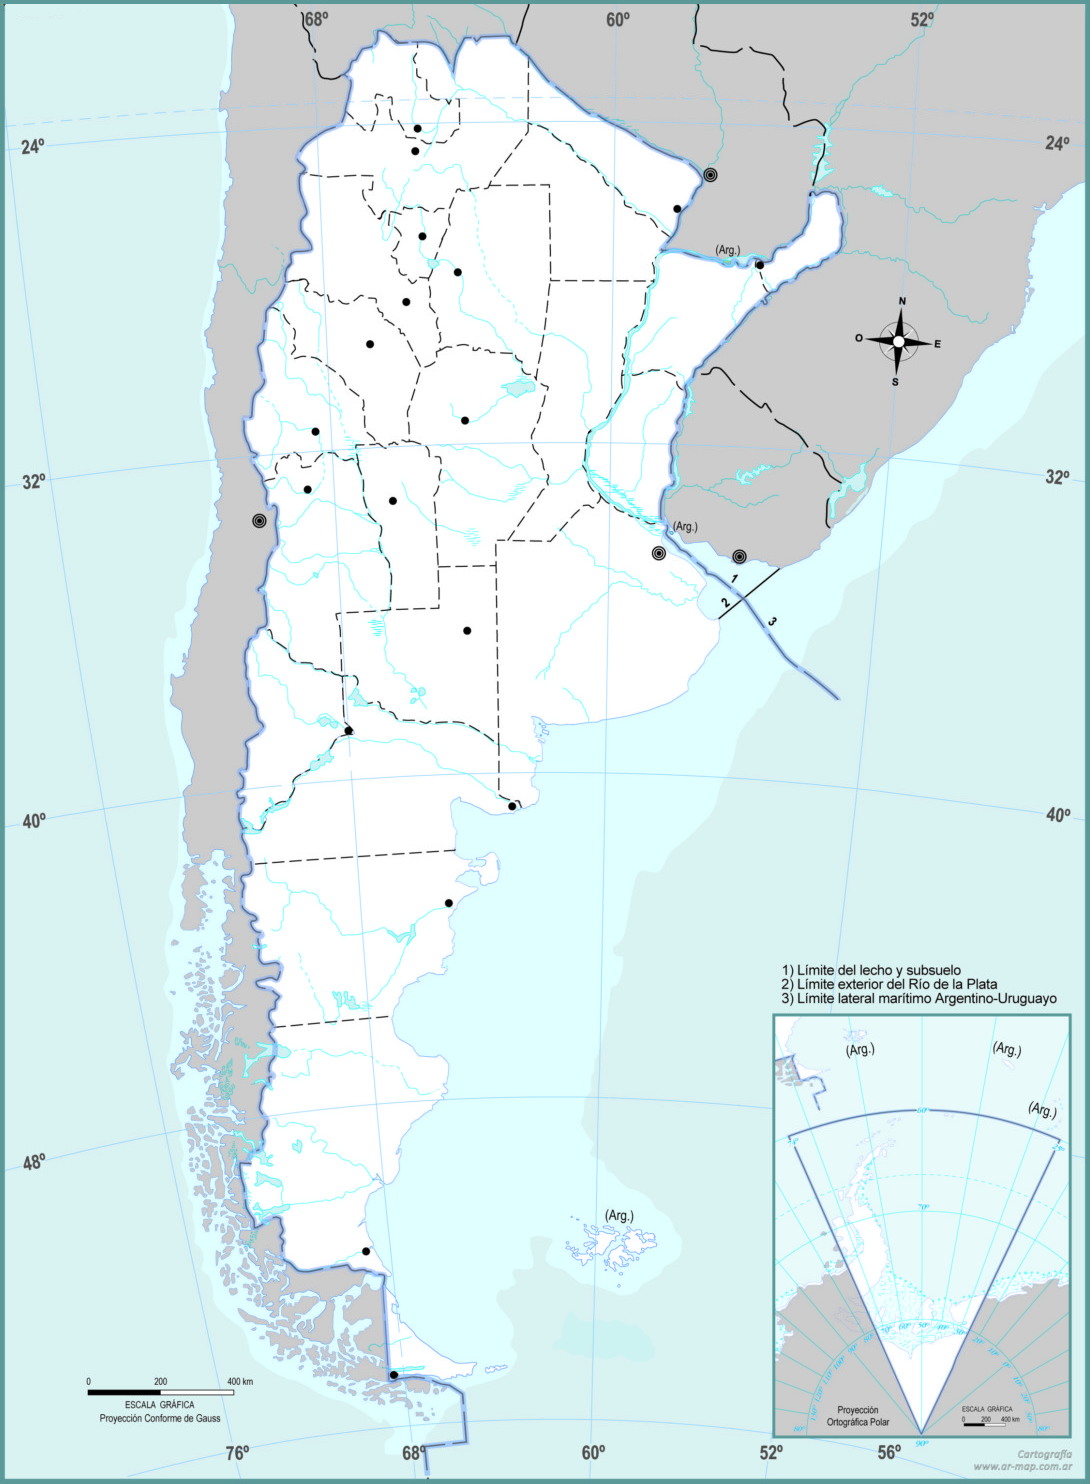 68º
60º
52º
24º
24º
(Arg.)
N
O
E
S
32º
32º
(Arg.)
1
2
3
40º
40º
1) Límite del lecho y subsuelo
2) Límite exterior del Río de la Plata
3) Límite lateral marítimo Argentino-Uruguayo
(Arg.)
(Arg.)
(Arg.)
60º
48º
70º
(Arg.)
0
200
400 km
ESCALA GRÁFICA
Proyección Conforme de Gauss
Proyección
Ortográfica Polar
ESCALA GRÁFICA
0
200
400 km
90º
76º
68º
60º
52º
56º
Cartografía
www.ar-map.com.ar